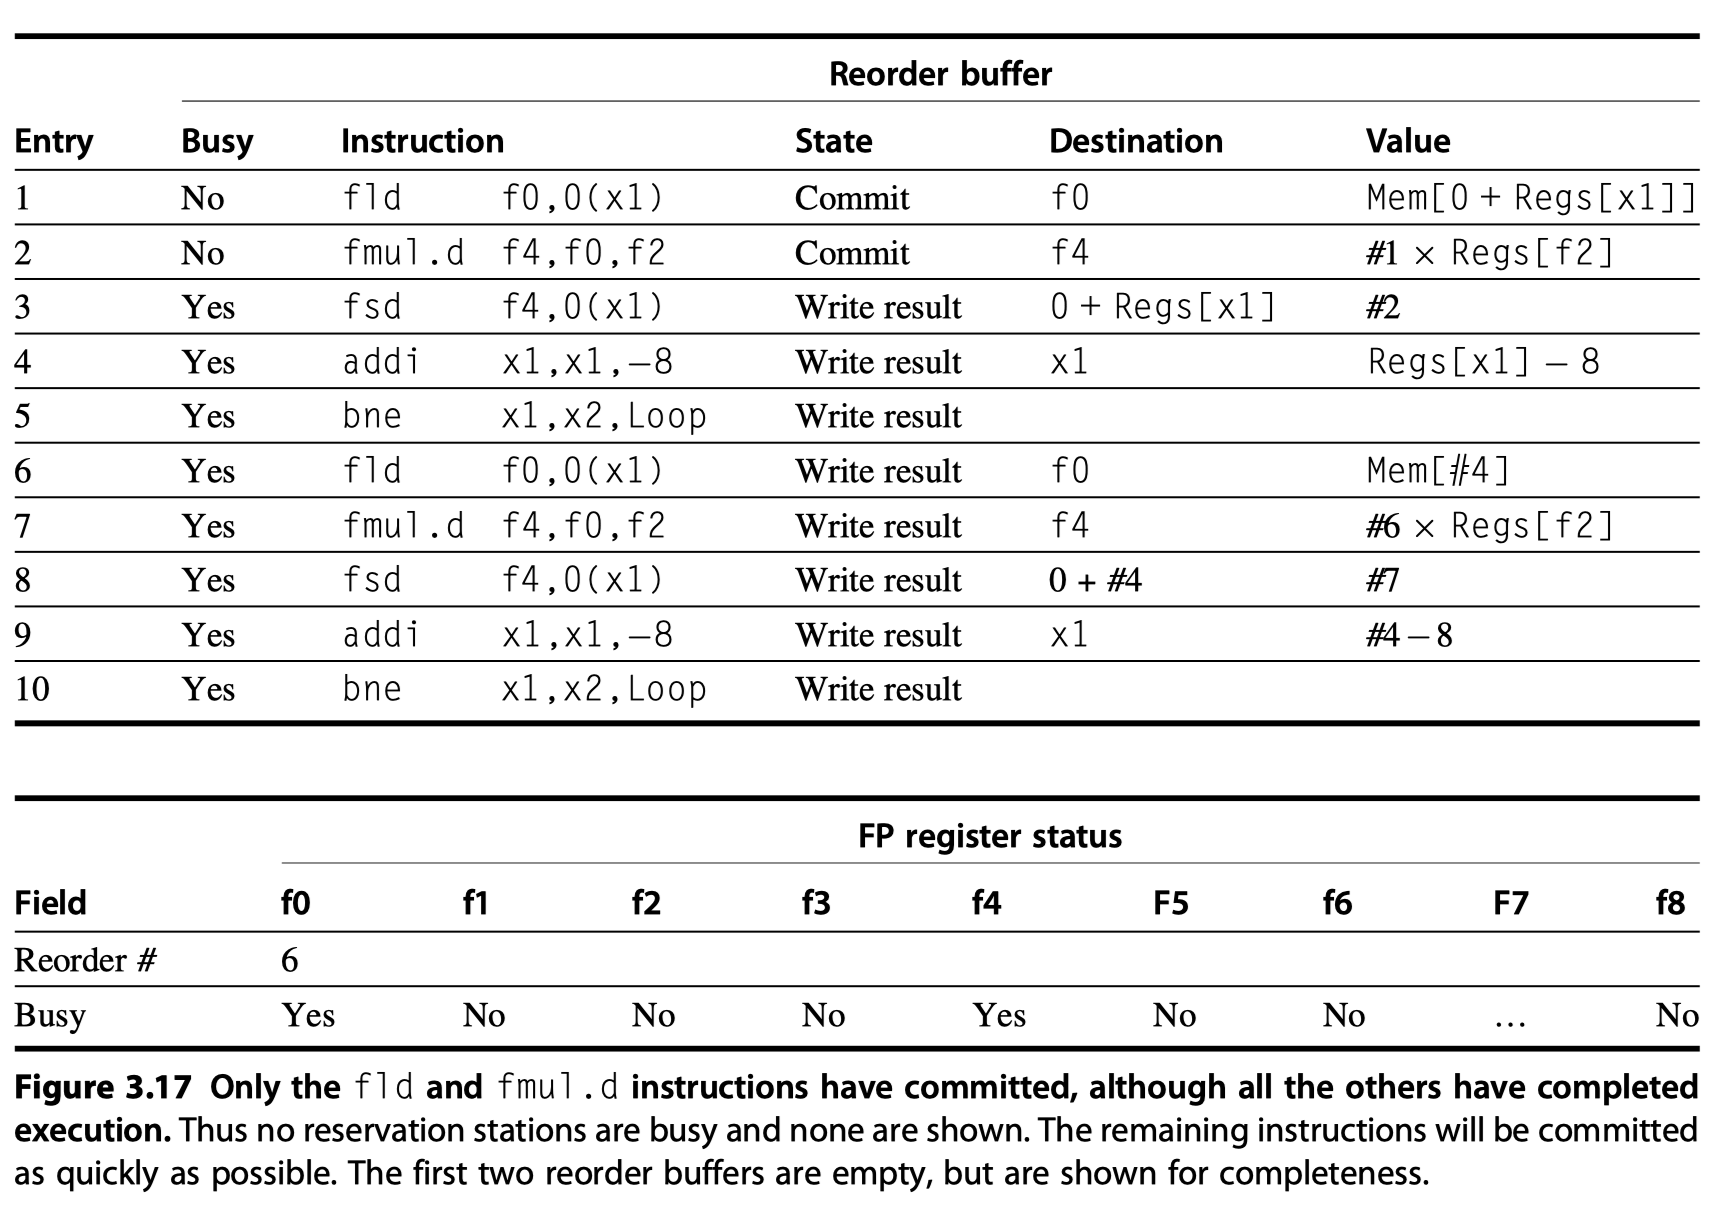 Reorder buffer
Entry Busy Instruction State Destination Value
1 No fld f0,0(x1) Commit f0 Mem[0 + Regs[x1]]
2 No fmul.d f4,f0,f2 Commit f4 #1 × Regs[f2]
3 Yes fsd f4,0(x1) Write result 0 + Regs[x1] #2
4 Yes addi x1,x1,−8 Write result x1 Regs[x1] − 8
5 Yes bne x1,x2,Loop Write result
6 Yes fld f0,0(x1) Write result f0 Mem[#4]
7 Yes fmul.d f4,f0,f2 Write result f4 #6 × Regs[f2]
8 Yes fsd f4,0(x1) Write result 0 + #4 #7
9 Yes addi x1,x1,−8 Write result x1 #4 − 8
10 Yes bne x1,x2,Loop Write result
FP register status
Field f0 f1 f2 f3 f4 F5 f6 F7 f8
Reorder # 6
Busy Yes No No No Yes No No … No
Figure 3.17 Only the fld and fmul.d instructions have committed, although all the others have completed
execution. Thus no reservation stations are busy and none are shown. The remaining instructions will be committed
as quickly as possible. The first two reorder buffers are empty, but are shown for completeness.